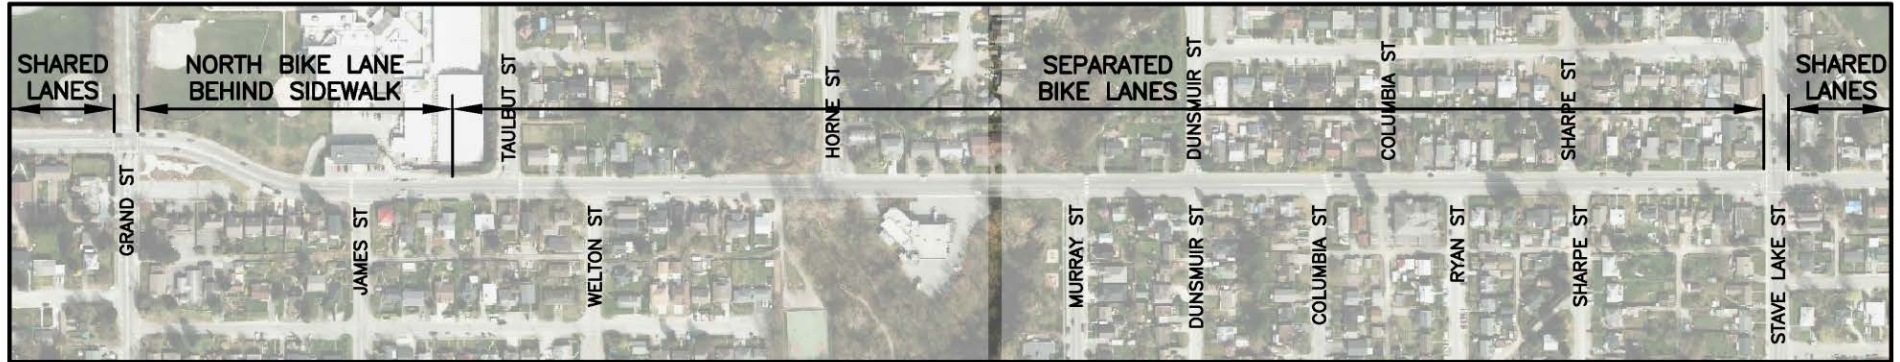 SHARED
LANES
NORTH BIKE LANE
BEHIND SIDEWALK
SEPARATED
BIKE LANES
SHARED
LANES
TAULBUT ST
HORNE ST
DUNSMUIR ST
COLUMBIA ST
SHARPE ST
GRAND ST
JAMES ST
WELTON ST
MURRAY ST
DUNSMUIR ST
COLUMBIA ST
RYAN ST
SHARPE ST
STAVE LAKE ST